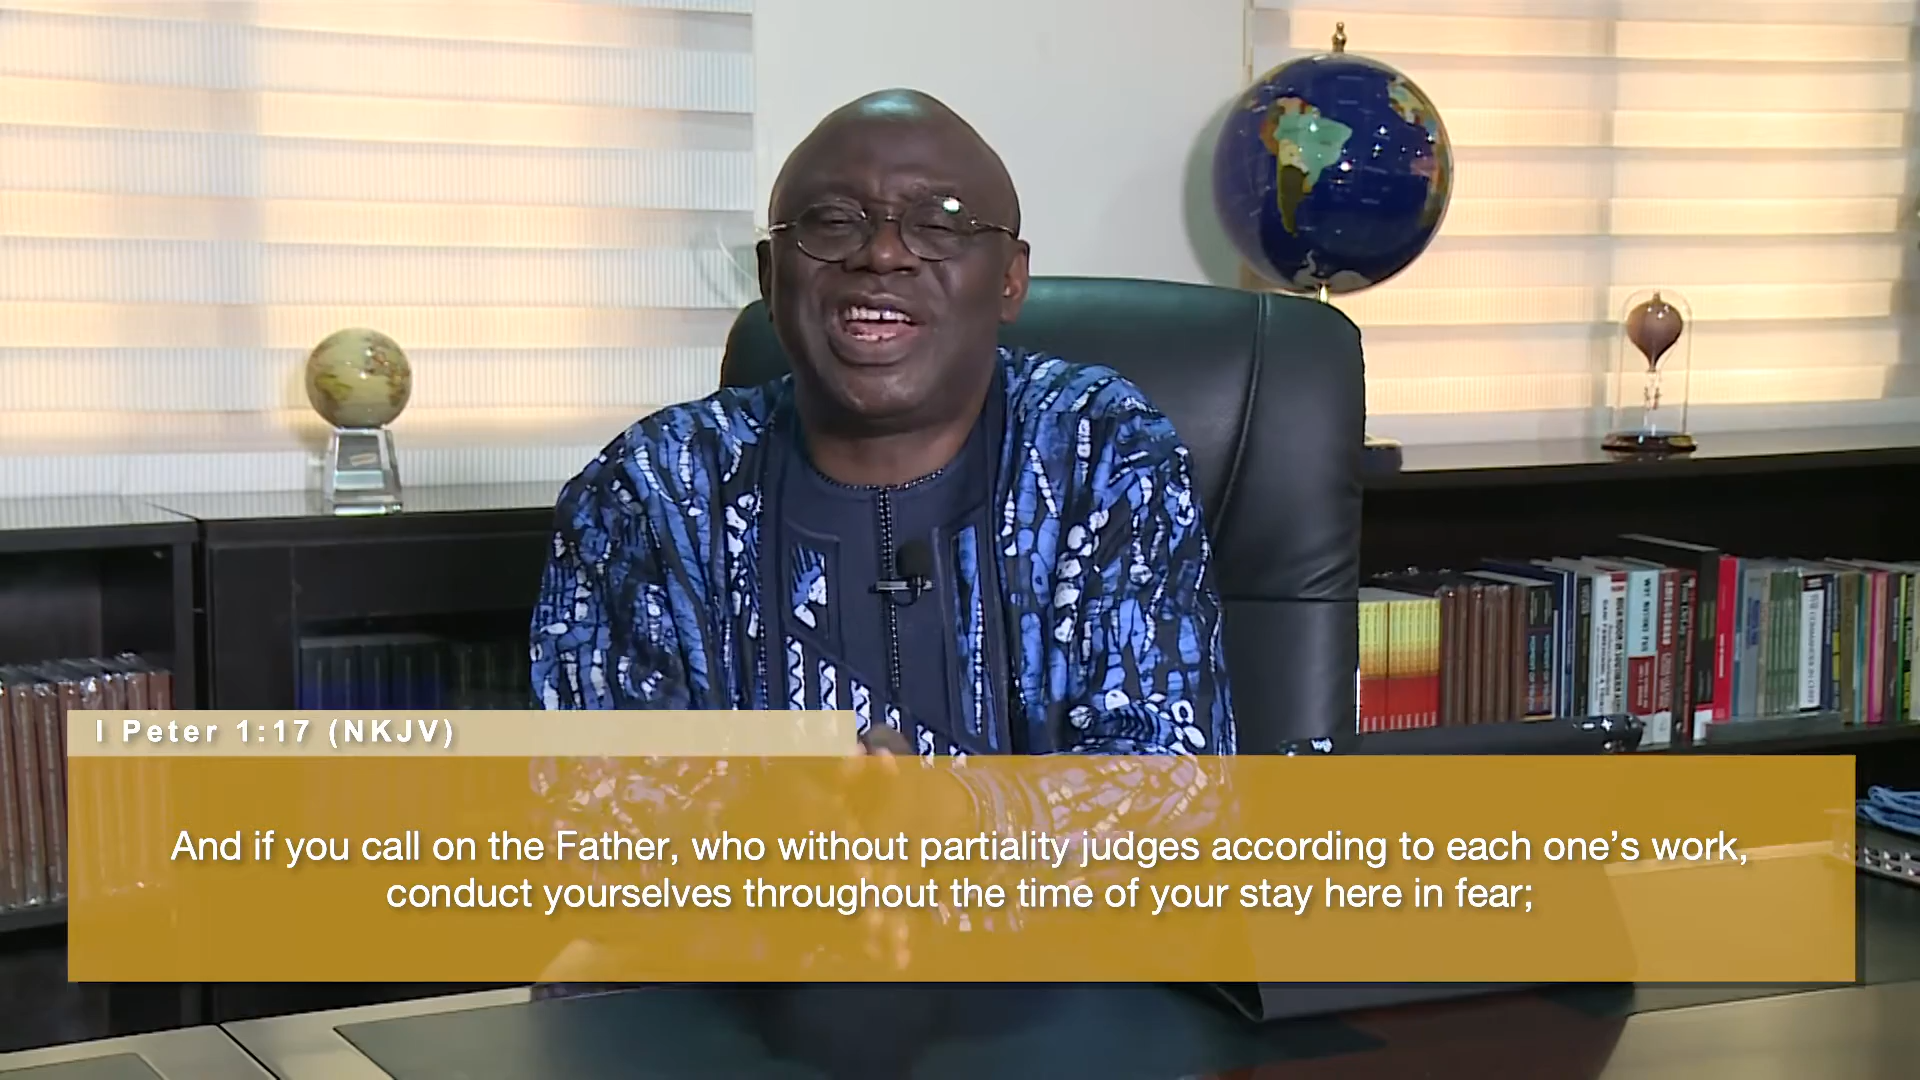 I Peter 1:17 (NKJV)
And if you call on the Father, who without partiality judges according to each one’s work,
conduct yourselves throughout the time of your stay here in fear;
logi